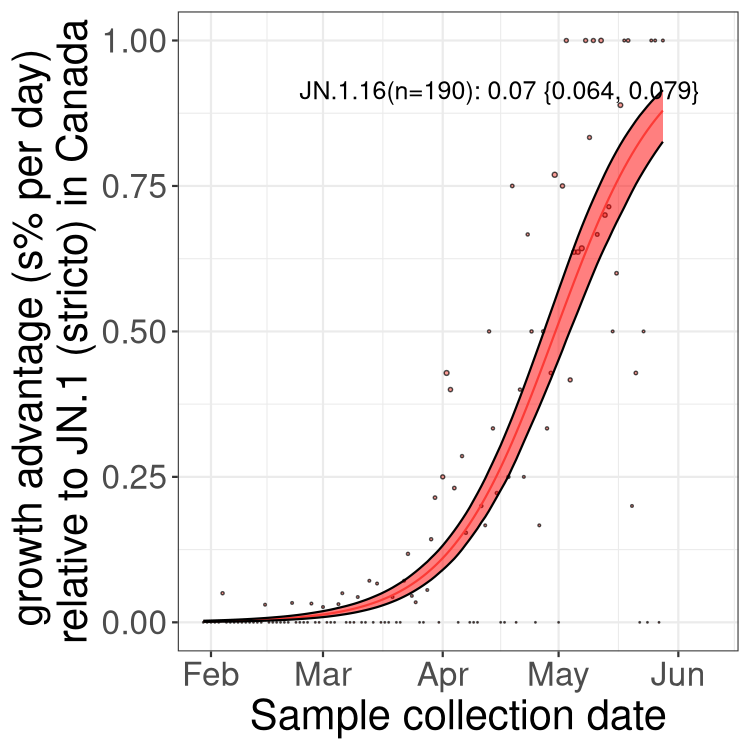 growth advantage (s% per day)
relative to JN.1 (stricto) in Canada
1.00
0.75
0.50
0.25
0.00
JN.1.16(n=190): 0.07 {0.064, 0.079}
Feb Mar Apr May Jun
Sample collection date